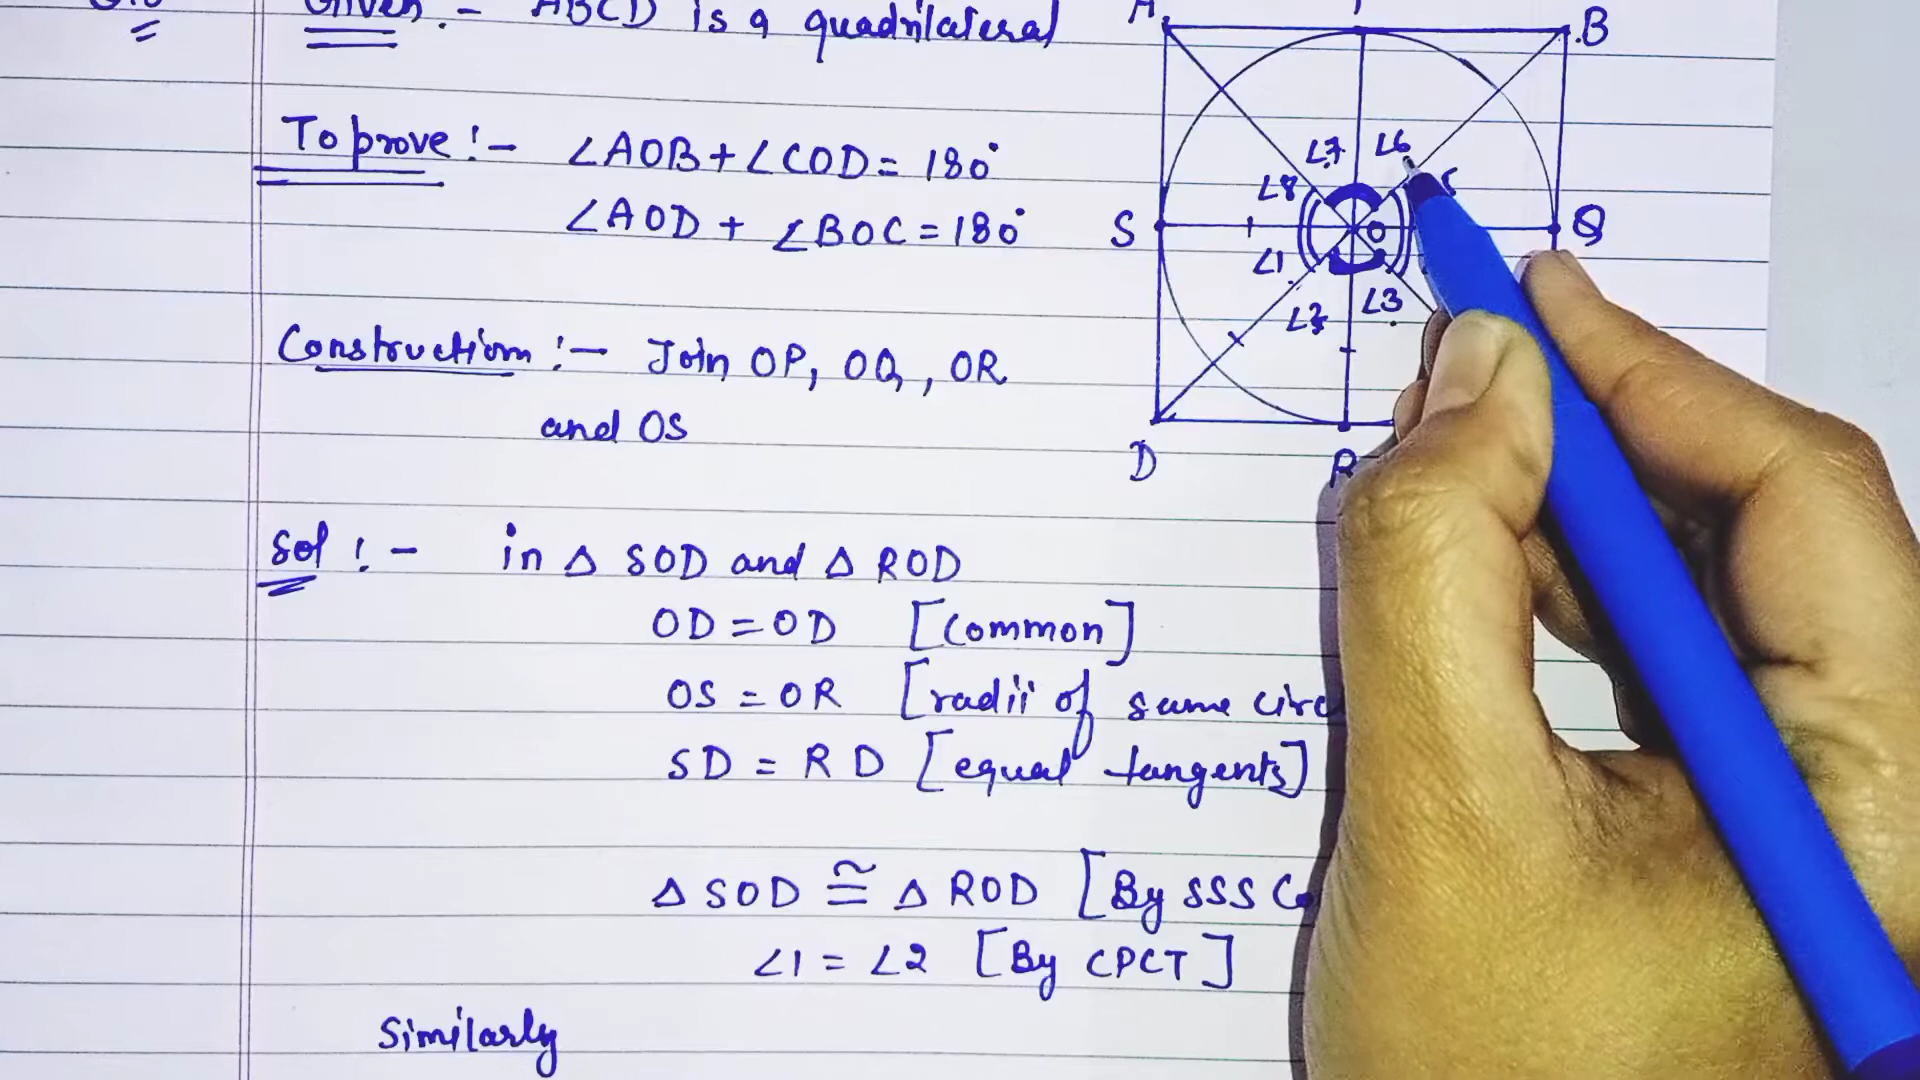 Given :- ABCD is a quadrilateral
To prove :- ∠AOB + ∠COD = 180°
∠AOD + ∠BOC = 180°
Construction :- Join OP, OQ, OR
and OS
Sol :- in Δ SOD and Δ ROD
OD = OD [Common]
OS = OR [radii of same
SD = RD [equal tangents]
Δ SOD ≅ Δ ROD [By SSS
∠1 = ∠2 [By CPCT]
Similarly
A
B
∠7 ∠6
∠8
S
O
Q
∠1
∠2
∠3
D
R